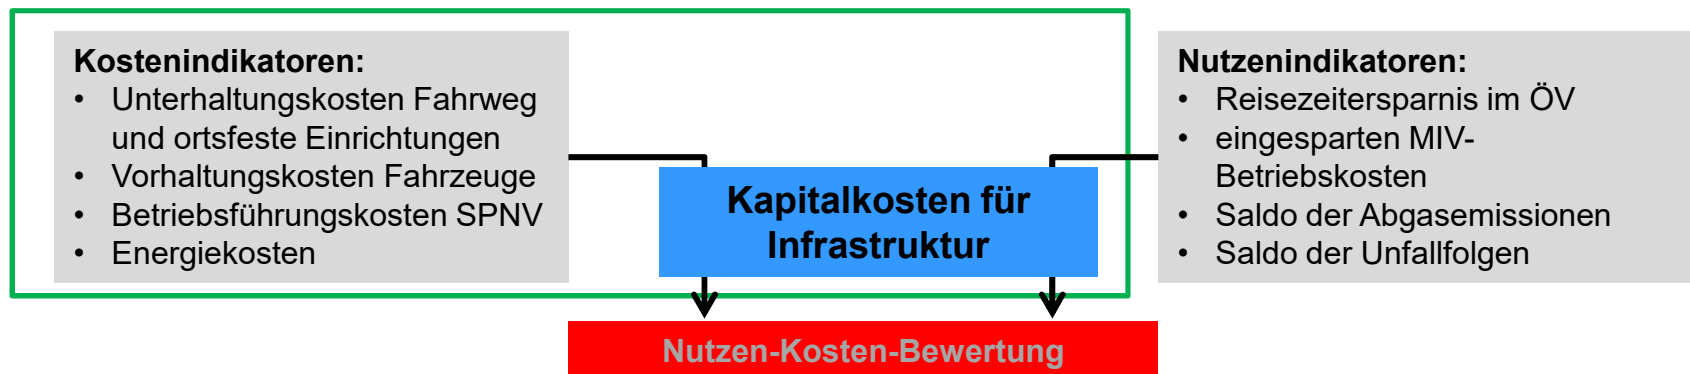 Kostenindikatoren:
• Unterhaltungskosten Fahrweg
und ortsfeste Einrichtungen
• Vorhaltungskosten Fahrzeuge
• Betriebsführungskosten SPNV
• Energiekosten
Kapitalkosten für
Infrastruktur
Nutzenindikatoren:
• Reisezeitersparnis im ÖV
• eingesparten MIV-
Betriebskosten
• Saldo der Abgasemissionen
• Saldo der Unfallfolgen
Nutzen-Kosten-Bewertung